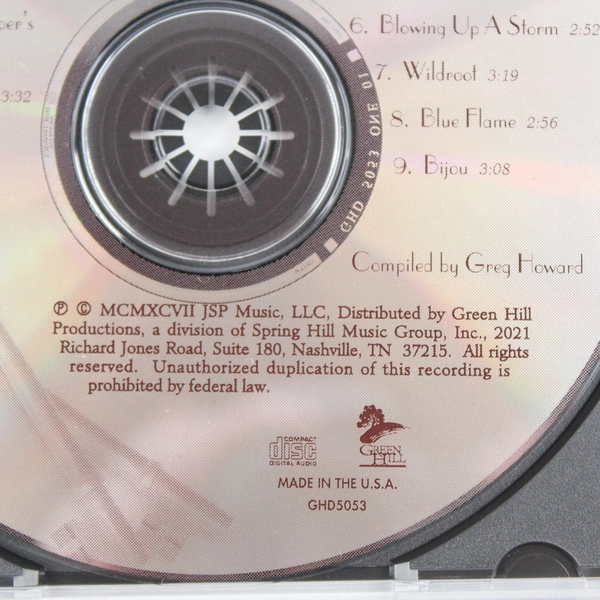 per's
3:32
6. Blowing Up A Storm 2:52
7. Wildroot 3:19
8. Blue Flame 2:56
9. Bijou 3:08
GHD 5053 ONE 01
Compiled by Greg Howard
Ⓟ © MCMXCVII JSP Music, LLC, Distributed by Green Hill
Productions, a division of Spring Hill Music Group, Inc., 2021
Richard Jones Road, Suite 180, Nashville, TN 37215. All rights
reserved. Unauthorized duplication of this recording is
prohibited by federal law.
COMPACT
disc
DIGITAL AUDIO
GREEN
HILL
MADE IN THE U.S.A.
GHD5053